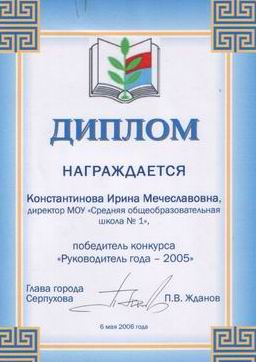 ДИПЛОМ
НАГРАЖДАЕТСЯ
Константинова Ирина Мечеславовна,
директор МОУ «Средняя общеобразовательная
школа № 1»,
победитель конкурса
«Руководитель года – 2005»
Глава города
Серпухова
П.В. Жданов
6 мая 2006 года